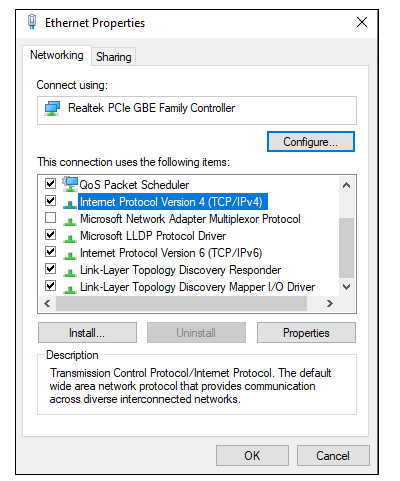 Ethernet Properties
Networking
Sharing
Connect using:
Realtek PCIe GBE Family Controller
Configure...
This connection uses the following items:
QoS Packet Scheduler
Internet Protocol Version 4 (TCP/IPv4)
Microsoft Network Adapter Multiplexor Protocol
Microsoft LLDP Protocol Driver
Internet Protocol Version 6 (TCP/IPv6)
Link-Layer Topology Discovery Responder
Link-Layer Topology Discovery Mapper I/O Driver
Install...
Uninstall
Properties
Description
Transmission Control Protocol/Internet Protocol. The default
wide area network protocol that provides communication
across diverse interconnected networks.
OK
Cancel